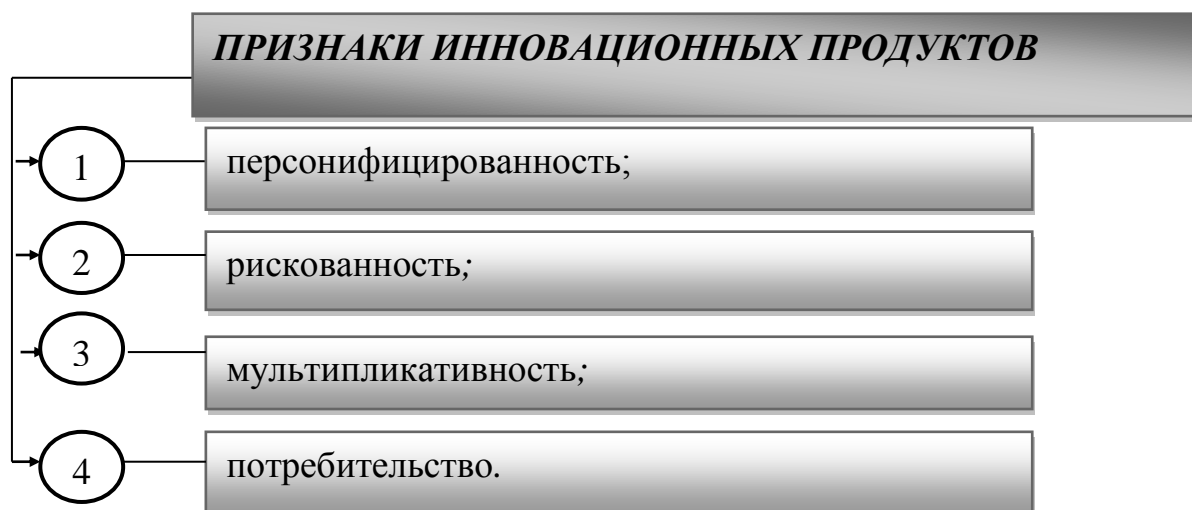 ПРИЗНАКИ ИННОВАЦИОННЫХ ПРОДУКТОВ
1 персонифицированность;
2 рискованность;
3 мультипликативность;
4 потребительство.